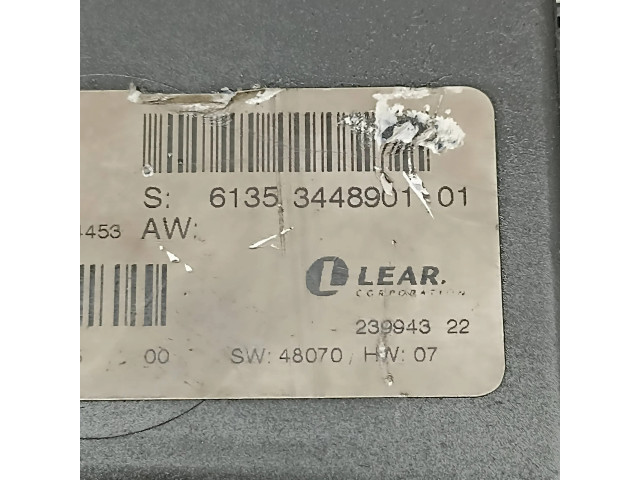 S: 6135 3448901-01
453 AW:
LEAR.
CORPORATION
239943 22
00 SW: 48070 / HW: 07